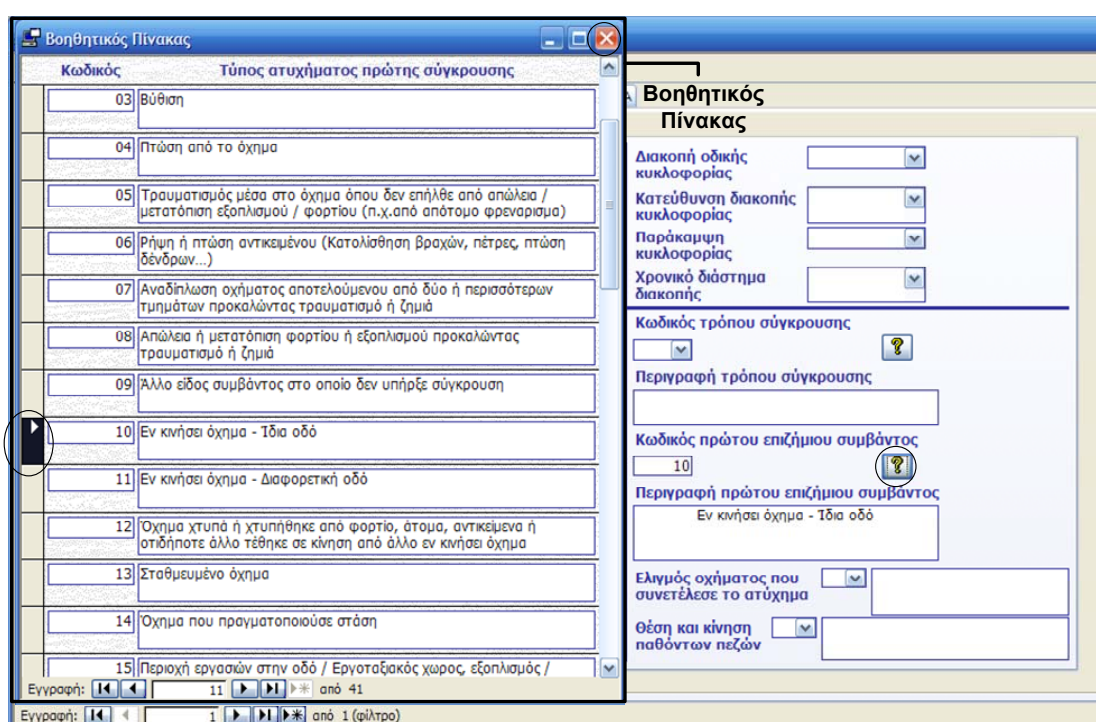 Βοηθητικός Πίνακας
Κωδικός Τύπος ατυχήματος πρώτης σύγκρουσης
03 Βύθιση
04 Πτώση από το όχημα
05 Τραυματισμός μέσα στο όχημα όπου δεν επήλθε από απώλεια /
μετατόπιση εξοπλισμού / φορτίου (π.χ.από απότομο φρεναρισμα)
06 Ρήψη ή πτώση αντικειμένου (Κατολίσθηση βραχών, πέτρες, πτώση
δένδρων...)
07 Αναδίπλωση οχήματος αποτελούμενου από δύο ή περισσότερων
τμημάτων προκαλώντας τραυματισμό ή ζημιά
08 Απώλεια ή μετατόπιση φορτίου ή εξοπλισμού προκαλώντας
τραυματισμό ή ζημιά
09 Άλλο είδος συμβάντος στο οποίο δεν υπήρξε σύγκρουση
10 Εν κινήσει όχημα - Ίδια οδό
11 Εν κινήσει όχημα - Διαφορετική οδό
12 Όχημα χτυπά ή χτυπήθηκε από φορτίο, άτομα, αντικείμενα ή
οτιδήποτε άλλο τέθηκε σε κίνηση από άλλο εν κινήσει όχημα
13 Σταθμευμένο όχημα
14 Όχημα που πραγματοποιούσε στάση
15 Περιοχή εργασιών στην οδό / Εργοταξιακός χωρος, εξοπλισμός /
Εγγραφή: 11 από 41
Εγγραφή: 1 από 1 (φίλτρο)
Βοηθητικός
Πίνακας
Διακοπή οδικής
κυκλοφορίας
Κατεύθυνση διακοπής
κυκλοφορίας
Παράκαμψη
κυκλοφορίας
Χρονικό διάστημα
διακοπής
Κωδικός τρόπου σύγκρουσης
Περιγραφή τρόπου σύγκρουσης
Κωδικός πρώτου επιζήμιου συμβάντος
10
Περιγραφή πρώτου επιζήμιου συμβάντος
Εν κινήσει όχημα - Ίδια οδό
Ελιγμός οχήματος που
συνετέλεσε το ατύχημα
Θέση και κίνηση
παθόντων πεζών